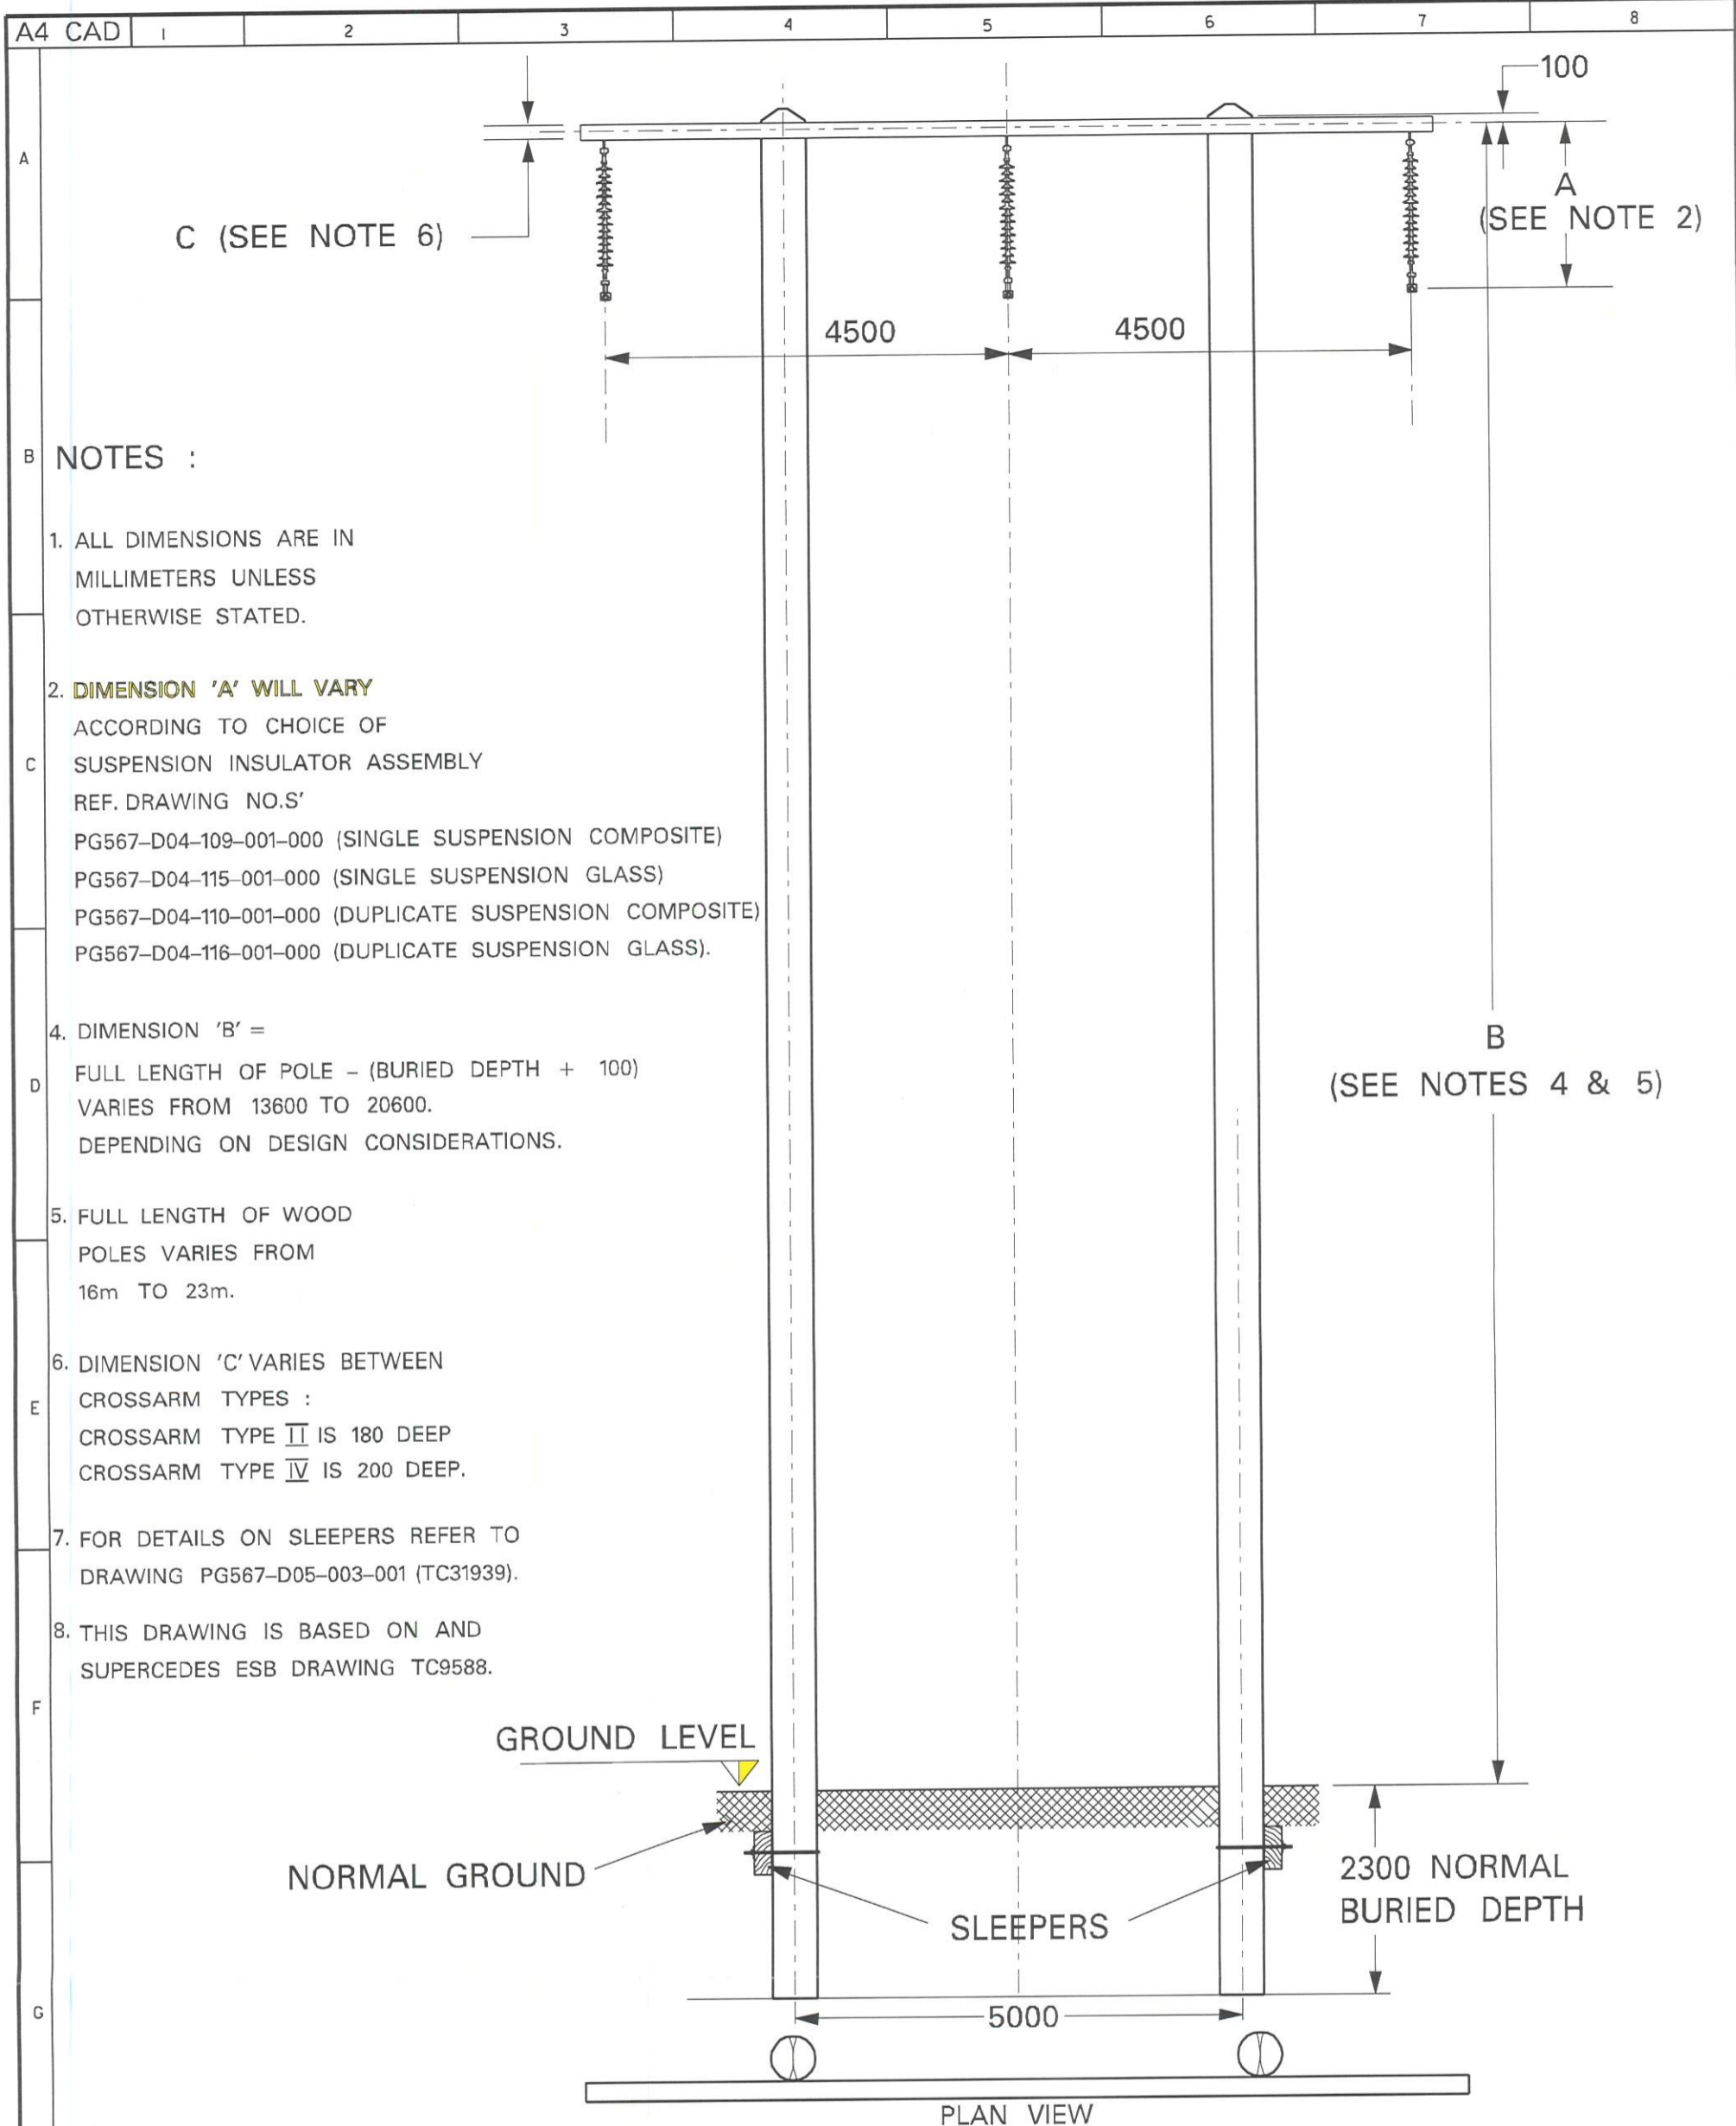 A4 CAD 1 2 3 4 5 6 7 8
100
A
A
(SEE NOTE 2)
C (SEE NOTE 6)
4500 4500
B
NOTES :
1. ALL DIMENSIONS ARE IN
MILLIMETERS UNLESS
OTHERWISE STATED.
2. DIMENSION 'A' WILL VARY
ACCORDING TO CHOICE OF
C
SUSPENSION INSULATOR ASSEMBLY
REF. DRAWING NO.S'
PG567-D04-109-001-000 (SINGLE SUSPENSION COMPOSITE)
PG567-D04-115-001-000 (SINGLE SUSPENSION GLASS)
PG567-D04-110-001-000 (DUPLICATE SUSPENSION COMPOSITE)
PG567-D04-116-001-000 (DUPLICATE SUSPENSION GLASS).
4. DIMENSION 'B' =
D
FULL LENGTH OF POLE - (BURIED DEPTH + 100)
VARIES FROM 13600 TO 20600.
DEPENDING ON DESIGN CONSIDERATIONS.
B
(SEE NOTES 4 & 5)
5. FULL LENGTH OF WOOD
POLES VARIES FROM
16m TO 23m.
6. DIMENSION 'C' VARIES BETWEEN
E
CROSSARM TYPES :
CROSSARM TYPE II IS 180 DEEP
CROSSARM TYPE IV IS 200 DEEP.
7. FOR DETAILS ON SLEEPERS REFER TO
DRAWING PG567-D05-003-001 (TC31939).
8. THIS DRAWING IS BASED ON AND
SUPERCEDES ESB DRAWING TC9588.
F
GROUND LEVEL
NORMAL GROUND
SLEEPERS
2300 NORMAL
BURIED DEPTH
G
5000
PLAN VIEW